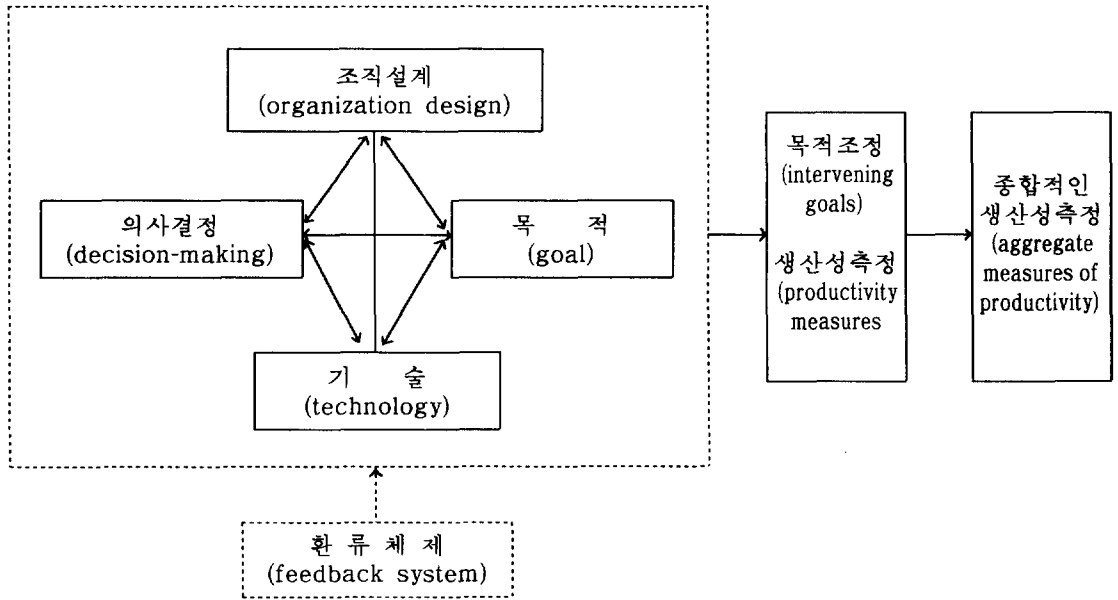 조직설계
(organization design)
의사결정
(decision-making)
목 적
(goal)
기 술
(technology)
환 류 체 제
(feedback system)
목적조정
(intervening
goals)
생산성측정
(productivity
measures
종합적인
생산성측정
(aggregate
measures of
productivity)